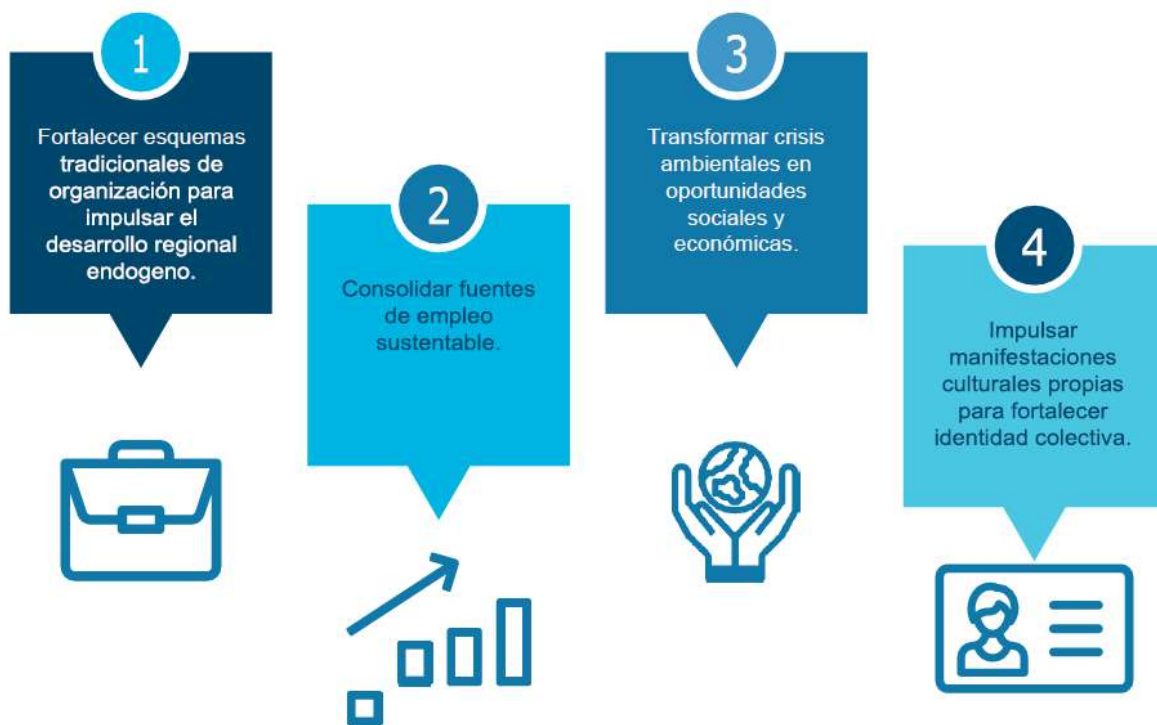 1
Fortalecer esquemas
tradicionales de
organización para
impulsar el
desarrollo regional
endogeno.
2
Consolidar fuentes
de empleo
sustentable.
3
Transformar crisis
ambientales en
oportunidades
sociales y
económicas.
4
Impulsar
manifestaciones
culturales propias
para fortalecer
identidad colectiva.